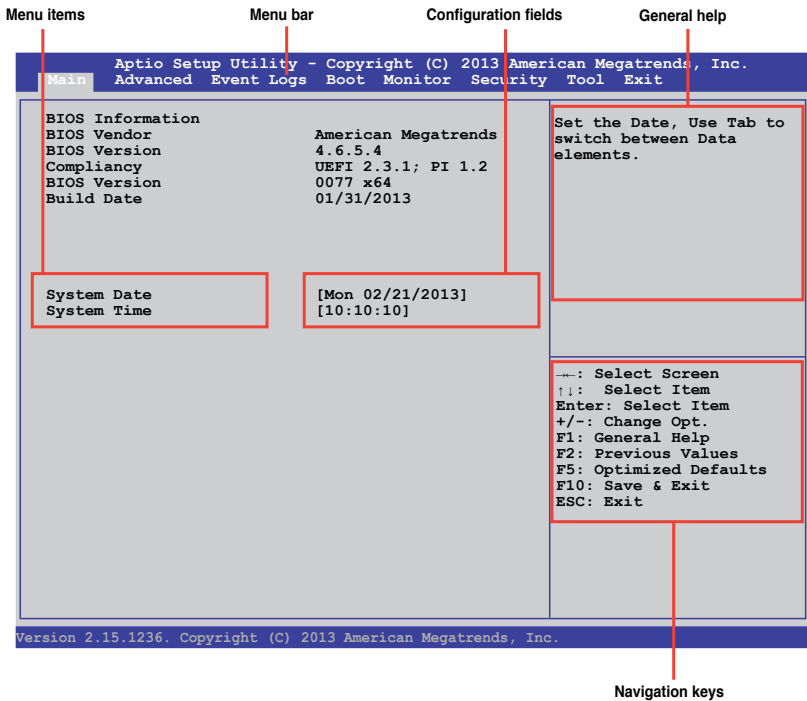 Menu items Menu bar Configuration fields General help
Aptio Setup Utility - Copyright (C) 2013 American Megatrends, Inc.
Main Advanced Event Logs Boot Monitor Security Tool Exit
BIOS Information
BIOS Vendor American Megatrends
BIOS Version 4.6.5.4
Compliancy UEFI 2.3.1; PI 1.2
BIOS Version 0077 x64
Build Date 01/31/2013
System Date [Mon 02/21/2013]
System Time [10:10:10]
Set the Date, Use Tab to
switch between Data
elements.
→←: Select Screen
↑↓: Select Item
Enter: Select Item
+/-: Change Opt.
F1: General Help
F2: Previous Values
F5: Optimized Defaults
F10: Save & Exit
ESC: Exit
Version 2.15.1236. Copyright (C) 2013 American Megatrends, Inc.
Navigation keys